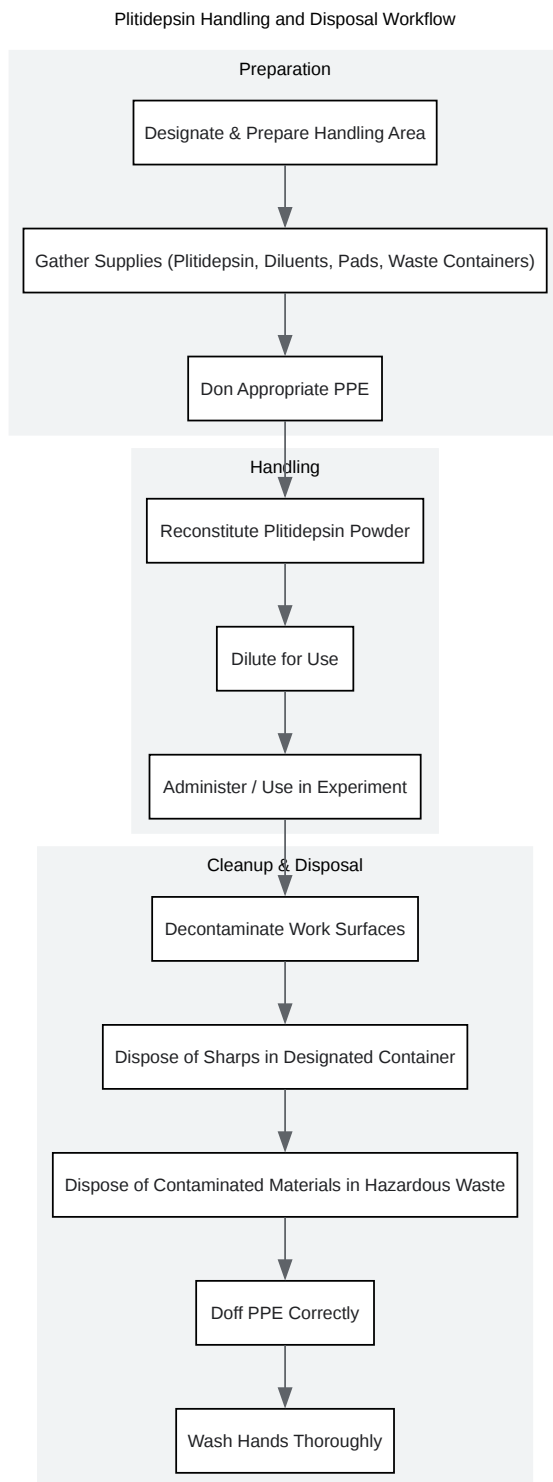 Plitidepsin Handling and Disposal Workflow
Preparation
Designate & Prepare Handling Area
Gather Supplies (Plitidepsin, Diluents, Pads, Waste Containers)
Don Appropriate PPE
Handling
Reconstitute Plitidepsin Powder
Dilute for Use
Administer / Use in Experiment
Cleanup & Disposal
Decontaminate Work Surfaces
Dispose of Sharps in Designated Container
Dispose of Contaminated Materials in Hazardous Waste
Doff PPE Correctly
Wash Hands Thoroughly